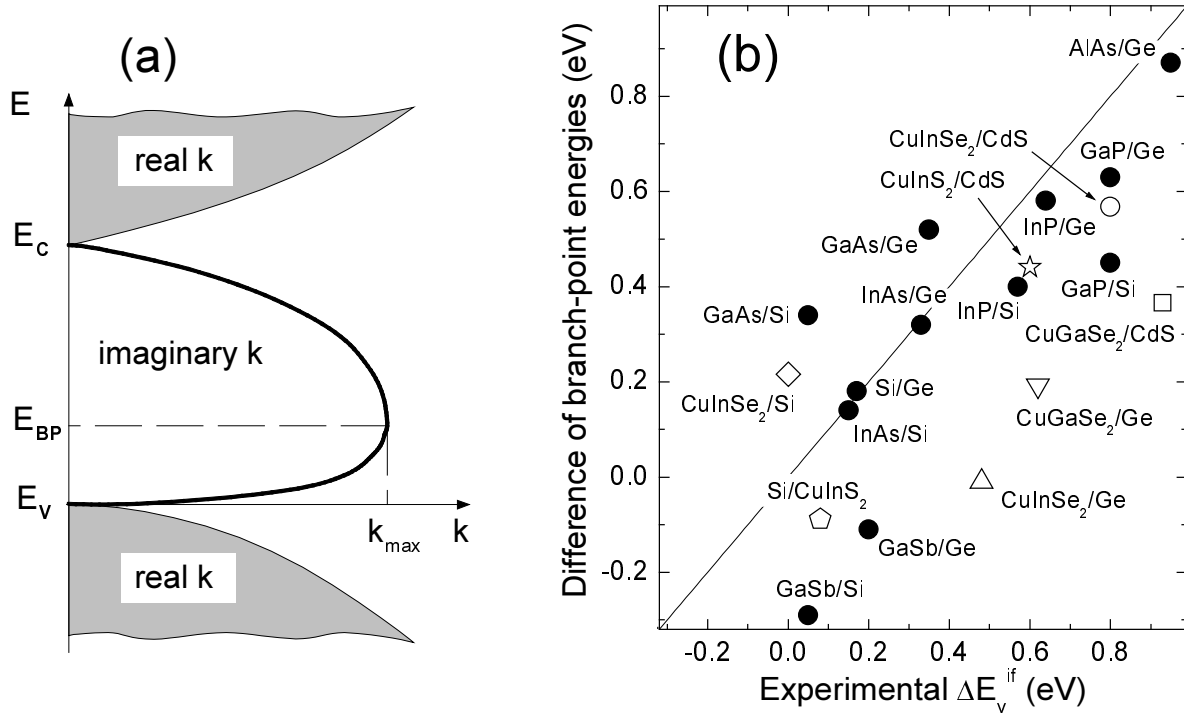 (a)
E
real k
E_C
imaginary k
E_BP
E_V
k_max
k
real k
(b)
Difference of branch-point energies (eV)
0.8
0.6
0.4
0.2
0.0
-0.2
AlAs/Ge
CuInSe₂/CdS
GaP/Ge
CuInS₂/CdS
InP/Ge
GaAs/Ge
GaP/Si
InAs/Ge
InP/Si
GaAs/Si
CuGaSe₂/CdS
CuInSe₂/Si
Si/Ge
CuGaSe₂/Ge
InAs/Si
Si/CuInS₂
CuInSe₂/Ge
GaSb/Ge
GaSb/Si
-0.2 0.0 0.2 0.4 0.6 0.8
Experimental ΔE_v^if (eV)